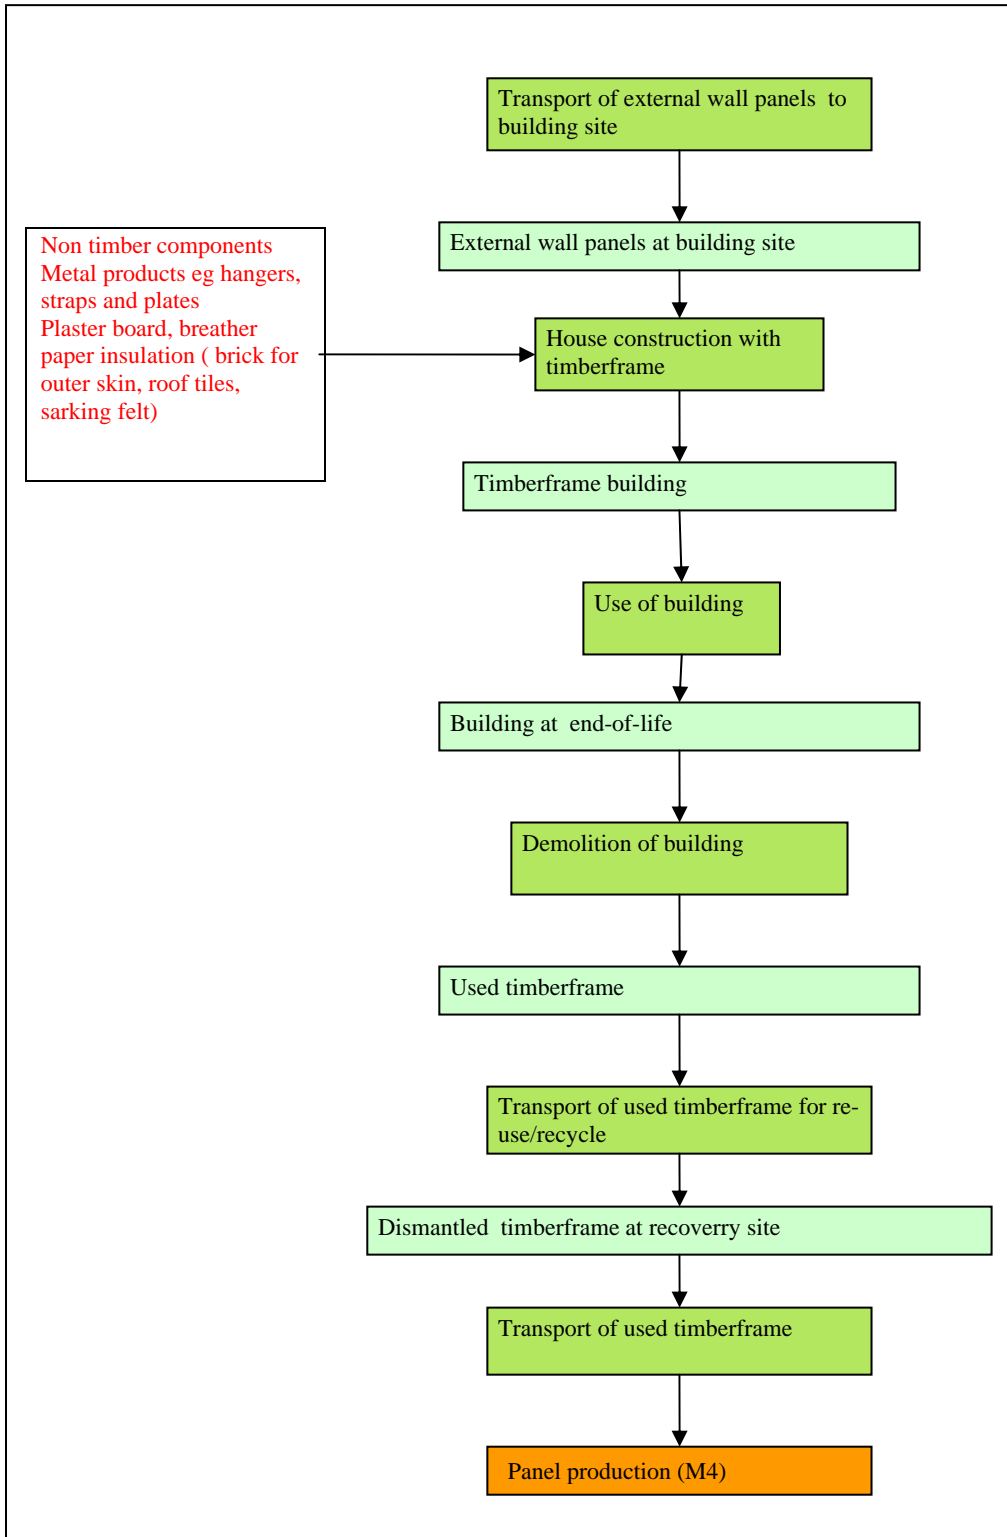 Transport of external wall panels  to
building site
External wall panels at building site
Non timber components
Metal products eg hangers,
straps and plates
Plaster board, breather
paper insulation ( brick for
outer skin, roof tiles,
sarking felt)
House construction with
timberframe
Timberframe building
Use of building
Building at  end-of-life
Demolition of building
Used timberframe
Transport of used timberframe for re-
use/recycle
Dismantled  timberframe at recovery site
Transport of used timberframe
Panel production (M4)